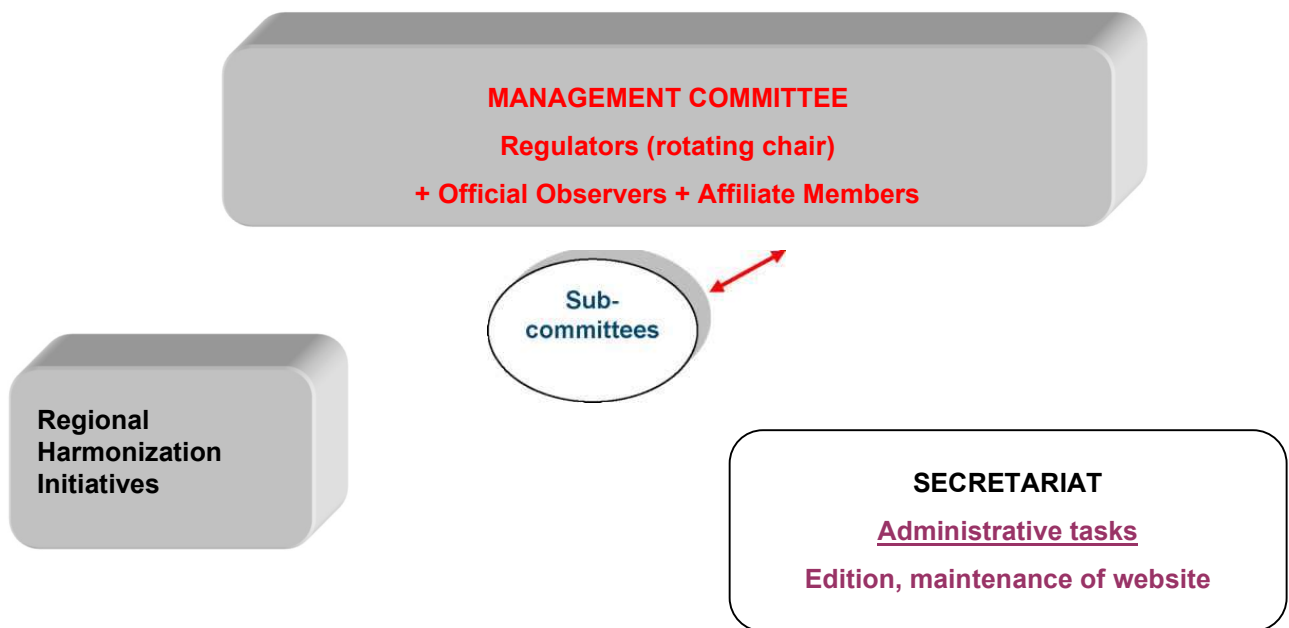 MANAGEMENT COMMITTEE
Regulators (rotating chair)
+ Official Observers + Affiliate Members
Sub-
committees
Regional
Harmonization
Initiatives
SECRETARIAT
Administrative tasks
Edition, maintenance of website